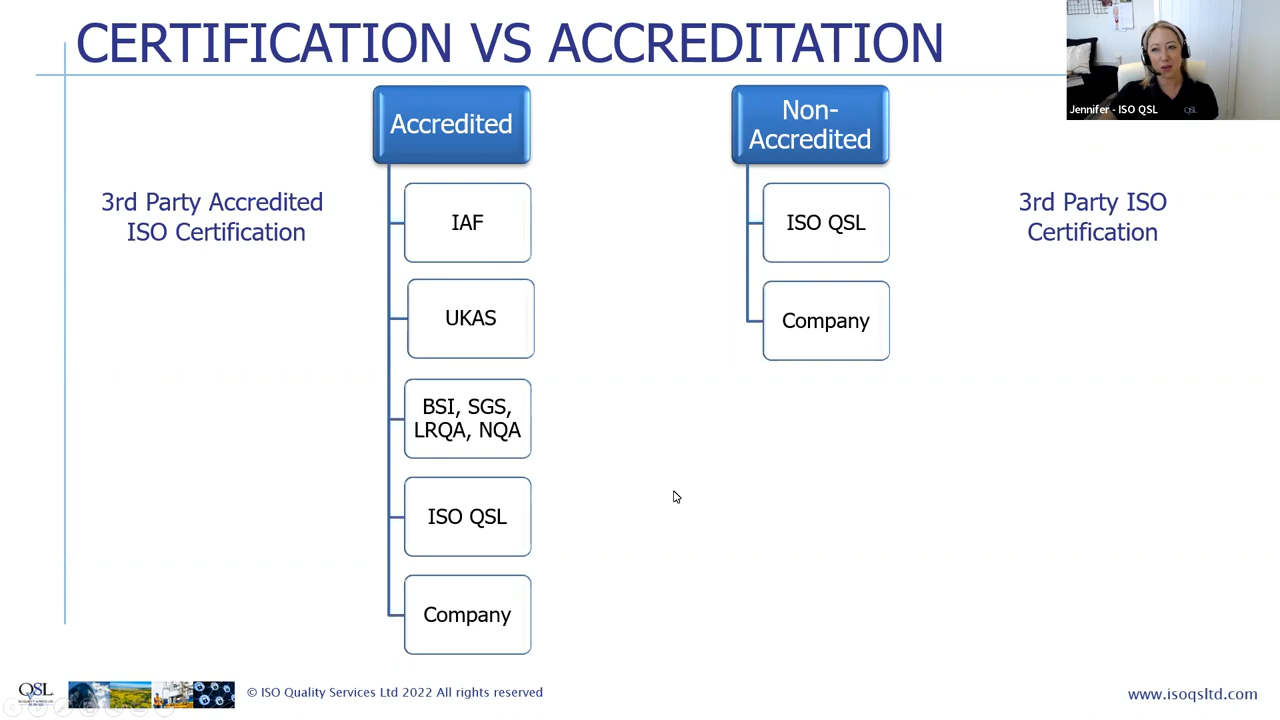 CERTIFICATION VS ACCREDITATION
Jennifer - ISO QSL
Accredited
Non-
Accredited
3rd Party Accredited
ISO Certification
IAF
ISO QSL
3rd Party ISO
Certification
UKAS
Company
BSI, SGS,
LRQA, NQA
ISO QSL
Company
QSL
© ISO Quality Services Ltd 2022 All rights reserved
www.isoqsltd.com